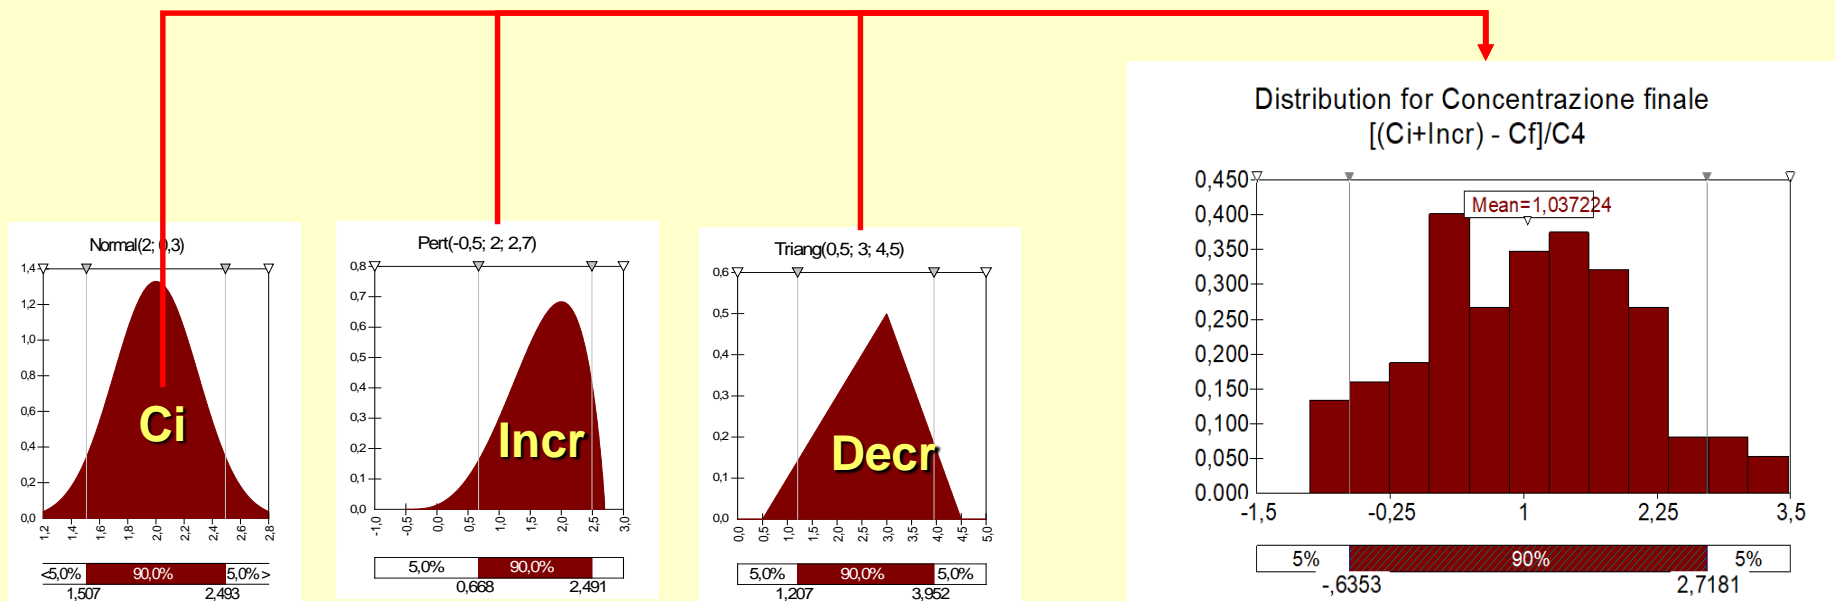 Distribution for Concentrazione finale
[(Ci+Incr) - Cf]/C4
0,450
0,400
0,350
0,300
0,250
0,200
0,150
0,100
0,050
0.000
Mean=1,037224
-1,5 -0,25 1 2,25 3,5
5% 90% 5%
-,6353 2,7181
Normal(2; 0,3)
1,4
1,2
1,0
0,8
0,6
0,4
0,2
0,0
Ci
1,2 1,4 1,6 1,8 2,0 2,2 2,4 2,6 2,8
<5,0% 90,0% 5,0% >
1,507 2,493
Pert(-0,5; 2; 2,7)
0,8
0,7
0,6
0,5
0,4
0,3
0,2
0,1
0,0
Incr
-1,0 -0,5 0,0 0,5 1,0 1,5 2,0 2,5 3,0
5,0% 90,0%
0,668 2,491
Triang(0,5; 3; 4,5)
0,6
0,5
0,4
0,3
0,2
0,1
0,0
Decr
0,0 0,5 1,0 1,5 2,0 2,5 3,0 3,5 4,0 4,5 5,0
5,0% 90,0% 5,0%
1,207 3,952